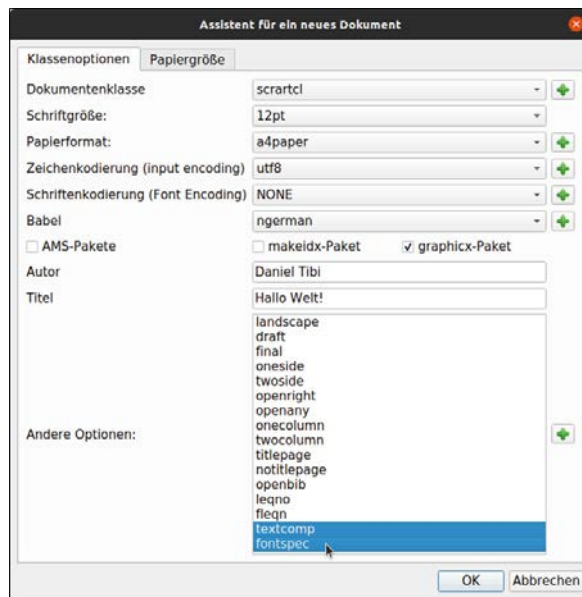 Assistent für ein neues Dokument
Klassenoptionen Papiergröße
Dokumentenklasse scrartcl
Schriftgröße: 12pt
Papierformat: a4paper
Zeichenkodierung (input encoding) utf8
Schriftenkodierung (Font Encoding) NONE
Babel ngerman
AMS-Pakete makeidx-Paket graphicx-Paket
Autor Daniel Tibi
Titel Hallo Welt!
landscape
draft
final
oneside
twoside
openright
openany
onecolumn
Andere Optionen: twocolumn
titlepage
notitlepage
openbib
leqno
fleqn
textcomp
fontspec
OK Abbrechen